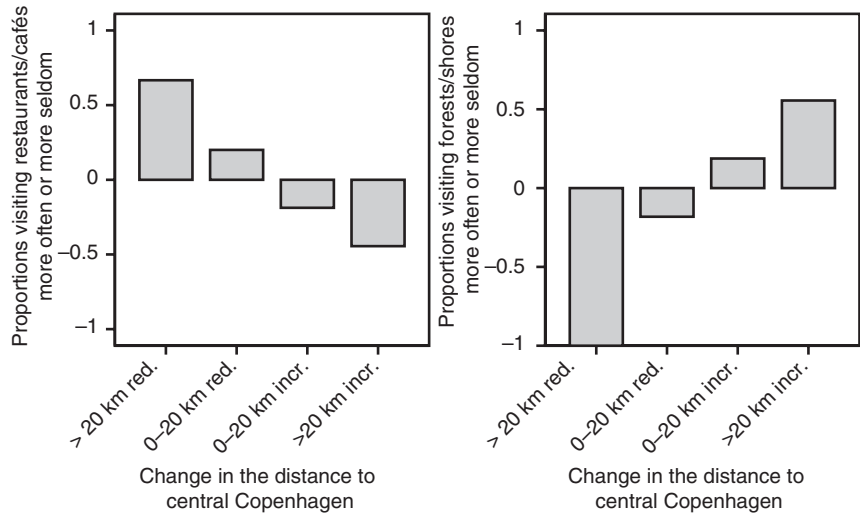 Proportions visiting restaurants/cafés
more often or more seldom
1
0.5
0
–0.5
–1
> 20 km red.
0–20 km red.
0–20 km incr.
>20 km incr.
Change in the distance to
central Copenhagen
Proportions visiting forests/shores
more often or more seldom
1
0.5
0
–0.5
–1
> 20 km red.
0–20 km red.
0–20 km incr.
>20 km incr.
Change in the distance to
central Copenhagen